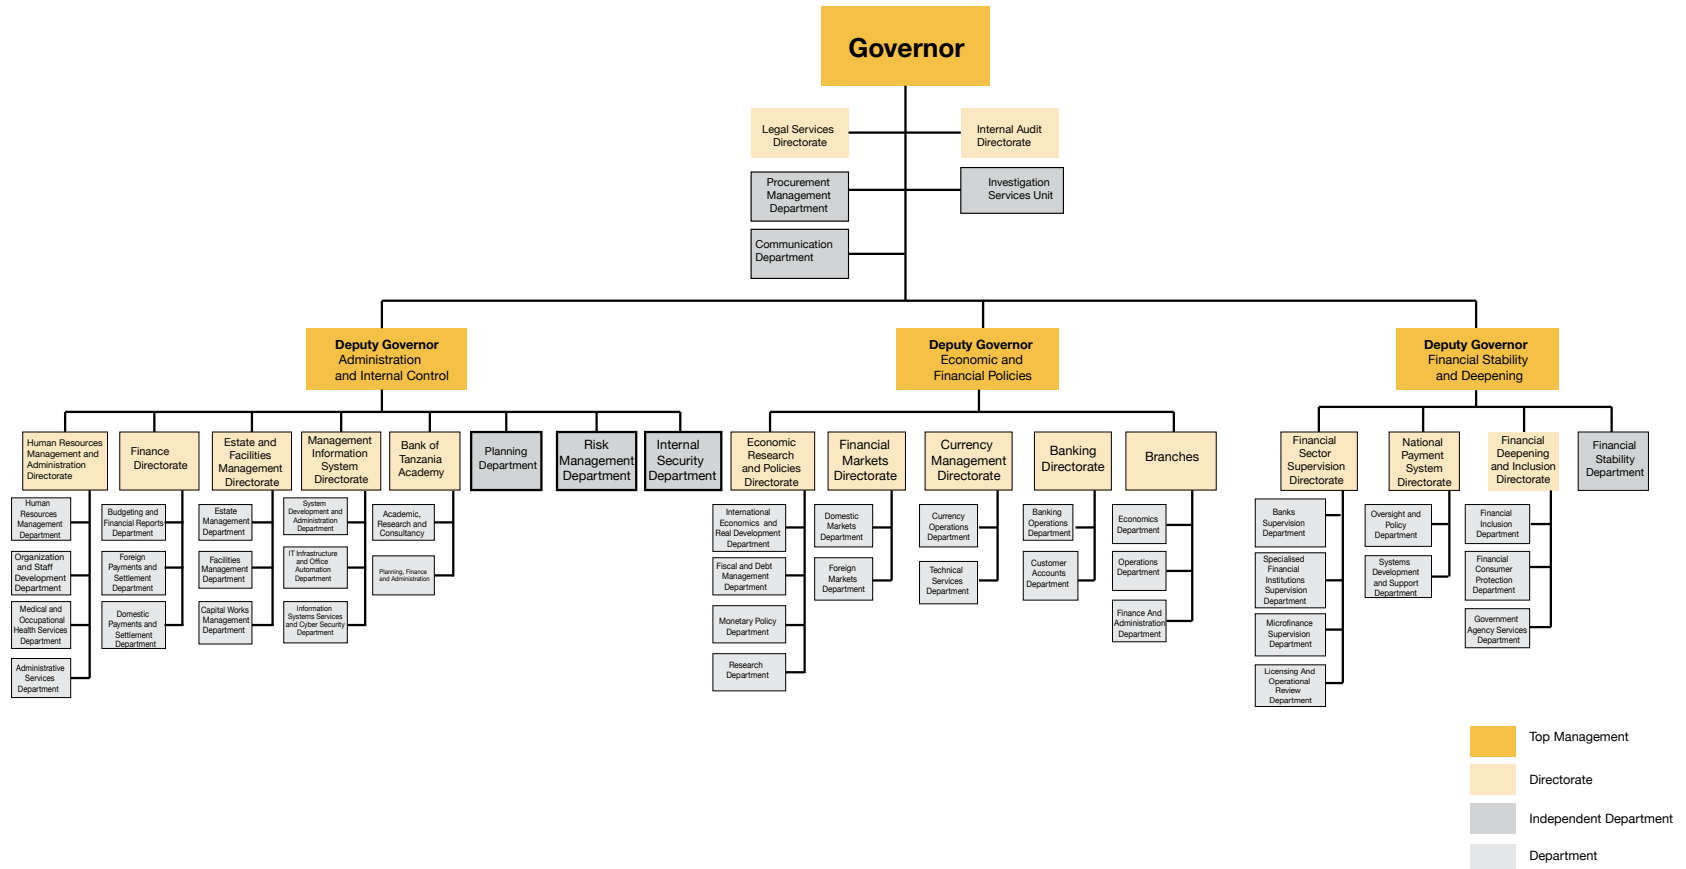 Governor
Legal Services
Directorate
Internal Audit
Directorate
Procurement
Management
Department
Investigation
Services Unit
Communication
Department
Deputy Governor
Administration
and Internal Control
Deputy Governor
Economic and
Financial Policies
Deputy Governor
Financial Stability
and Deepening
Human Resources
Management and
Administration
Directorate
Finance
Directorate
Estate and
Facilities
Management
Directorate
Management
Information
System
Directorate
Bank of
Tanzania
Academy
Planning
Department
Risk
Management
Department
Internal
Security
Department
Economic
Research
and Policies
Directorate
Financial
Markets
Directorate
Currency
Management
Directorate
Banking
Directorate
Branches
Financial
Sector
Supervision
Directorate
National
Payment
System
Directorate
Financial
Deepening
and Inclusion
Directorate
Financial
Stability
Department
Human
Resources
Management
Department
Organization
and Staff
Development
Department
Medical and
Occupational
Health Services
Department
Administrative
Services
Department
Budgeting and
Financial Reports
Department
Foreign
Payments and
Settlement
Department
Domestic
Payments and
Settlement
Department
Estate
Management
Department
Facilities
Management
Department
Capital Works
Management
Department
System
Development and
Administration
Department
IT Infrastructure
and Office
Automation
Department
Information
Systems Services
and Cyber Security
Department
Academic,
Research and
Consultancy
Planning, Finance
and Administration
International
Economics and
Real Development
Department
Fiscal and Debt
Management
Department
Monetary Policy
Department
Research
Department
Domestic
Markets
Department
Foreign
Markets
Department
Currency
Operations
Department
Technical
Services
Department
Banking
Operations
Department
Customer
Accounts
Department
Economics
Department
Operations
Department
Finance And
Administration
Department
Banks
Supervision
Department
Specialised
Financial
Institutions
Supervision
Department
Microfinance
Supervision
Department
Licensing And
Operational
Review
Department
Oversight and
Policy
Department
Systems
Development
and Support
Department
Financial
Inclusion
Department
Financial
Consumer
Protection
Department
Government
Agency Services
Department
Top Management
Directorate
Independent Department
Department